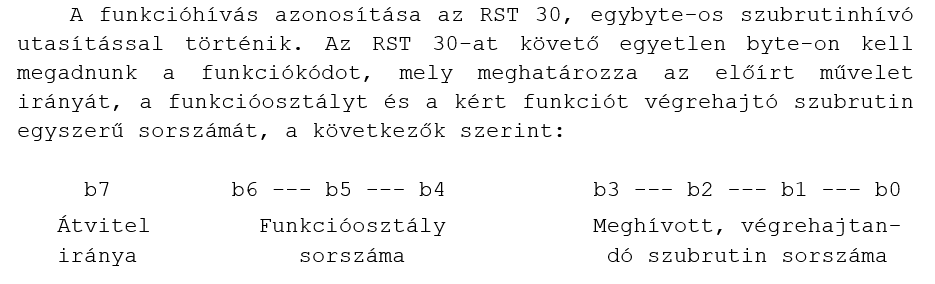 A funkcióhívás azonosítása az RST 30, egybyte-os szubrutinhívó
utasítással történik. Az RST 30-at követő egyetlen byte-on kell
megadnunk a funkciókódot, mely meghatározza az előírt művelet
irányát, a funkcióosztályt és a kért funkciót végrehajtó szubrutin
egyszerű sorszámát, a következők szerint:
b7 b6 --- b5 --- b4 b3 --- b2 --- b1 --- b0
Átvitel Funkcióosztály Meghívott, végrehajtan-
iránya sorszáma dó szubrutin sorszáma